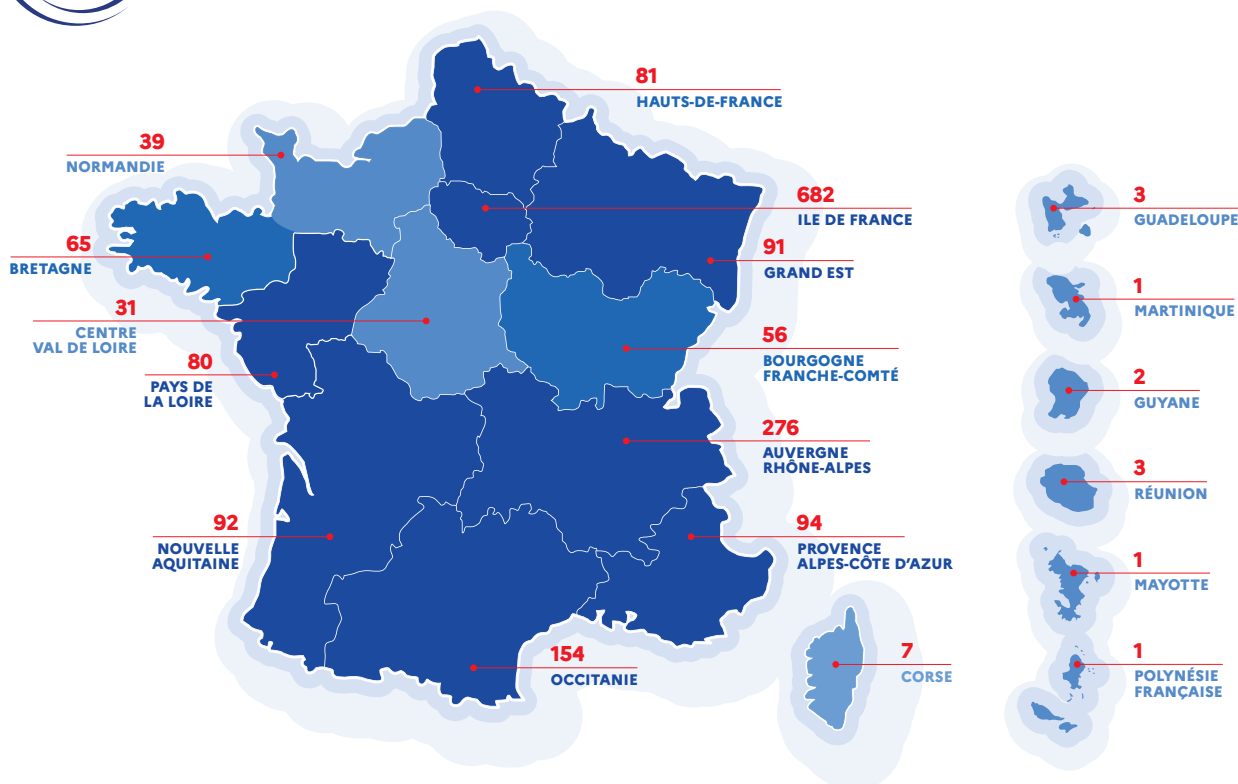 81
HAUTS-DE-FRANCE
39
NORMANDIE
682
ILE DE FRANCE
65
BRETAGNE
91
GRAND EST
31
CENTRE
VAL DE LOIRE
56
BOURGOGNE
FRANCHE-COMTÉ
80
PAYS DE
LA LOIRE
276
AUVERGNE
RHÔNE-ALPES
92
NOUVELLE
AQUITAINE
94
PROVENCE
ALPES-CÔTE D'AZUR
154
OCCITANIE
7
CORSE
3
GUADELOUPE
1
MARTINIQUE
2
GUYANE
3
RÉUNION
1
MAYOTTE
1
POLYNÉSIE
FRANÇAISE